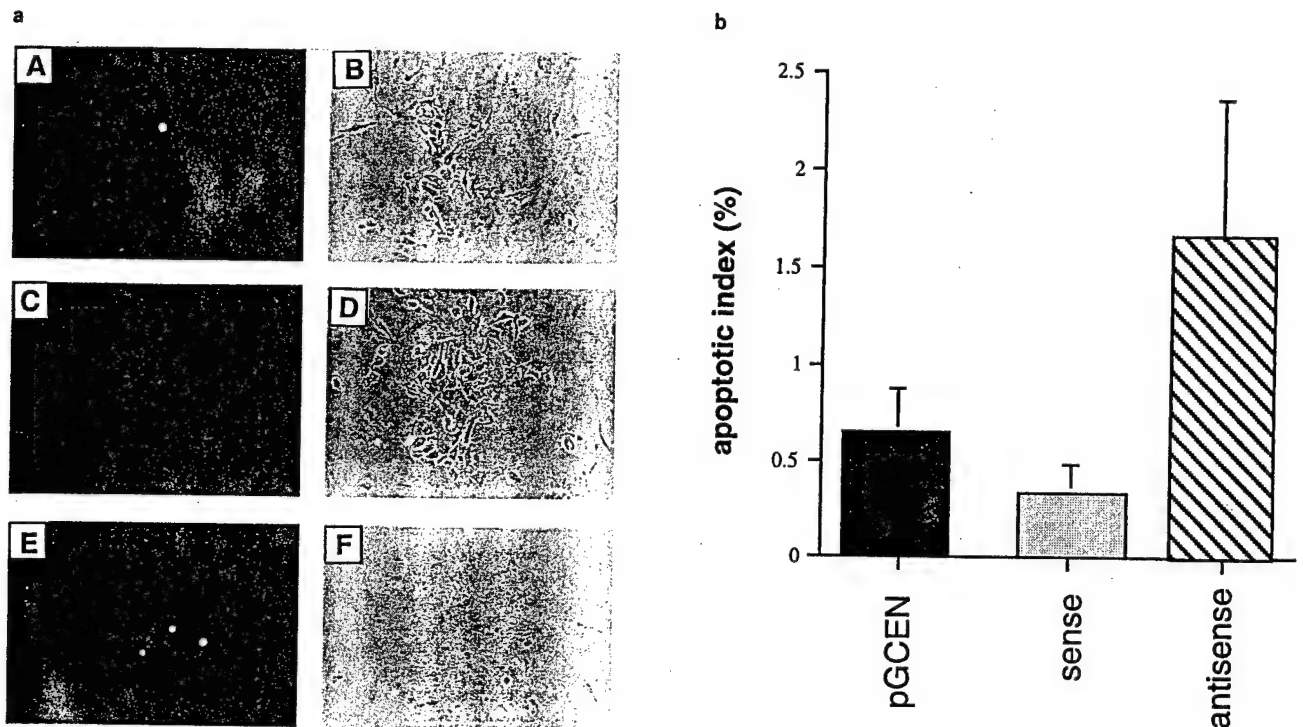 a
b
A
B
C
D
E
F
apoptotic index (%)
2.5
2
1.5
1
0.5
0
pGCEN
sense
antisense